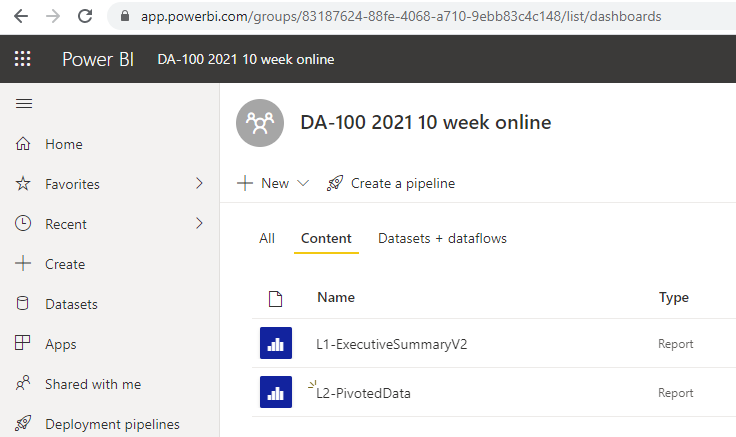 app.powerbi.com/groups/83187624-88fe-4068-a710-9ebb83c4c148/list/dashboards
Power BI DA-100 2021 10 week online
Home
Favorites
Recent
Create
Datasets
Apps
Shared with me
Deployment pipelines
DA-100 2021 10 week online
New Create a pipeline
All Content Datasets + dataflows
Name Type
L1-ExecutiveSummaryV2 Report
L2-PivotedData Report